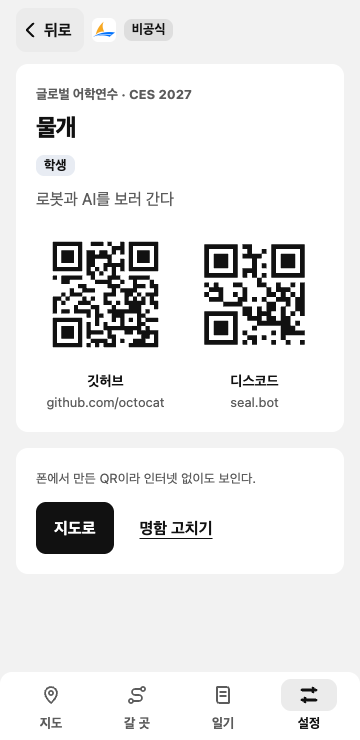 뒤로
비공식
글로벌 어학연수 · CES 2027
물개
학생
로봇과 AI를 보러 간다
깃허브
디스코드
github.com/octocat
seal.bot
폰에서 만든 QR이라 인터넷 없이도 보인다.
지도로
명함 고치기
지도
갈 곳
일기
설정